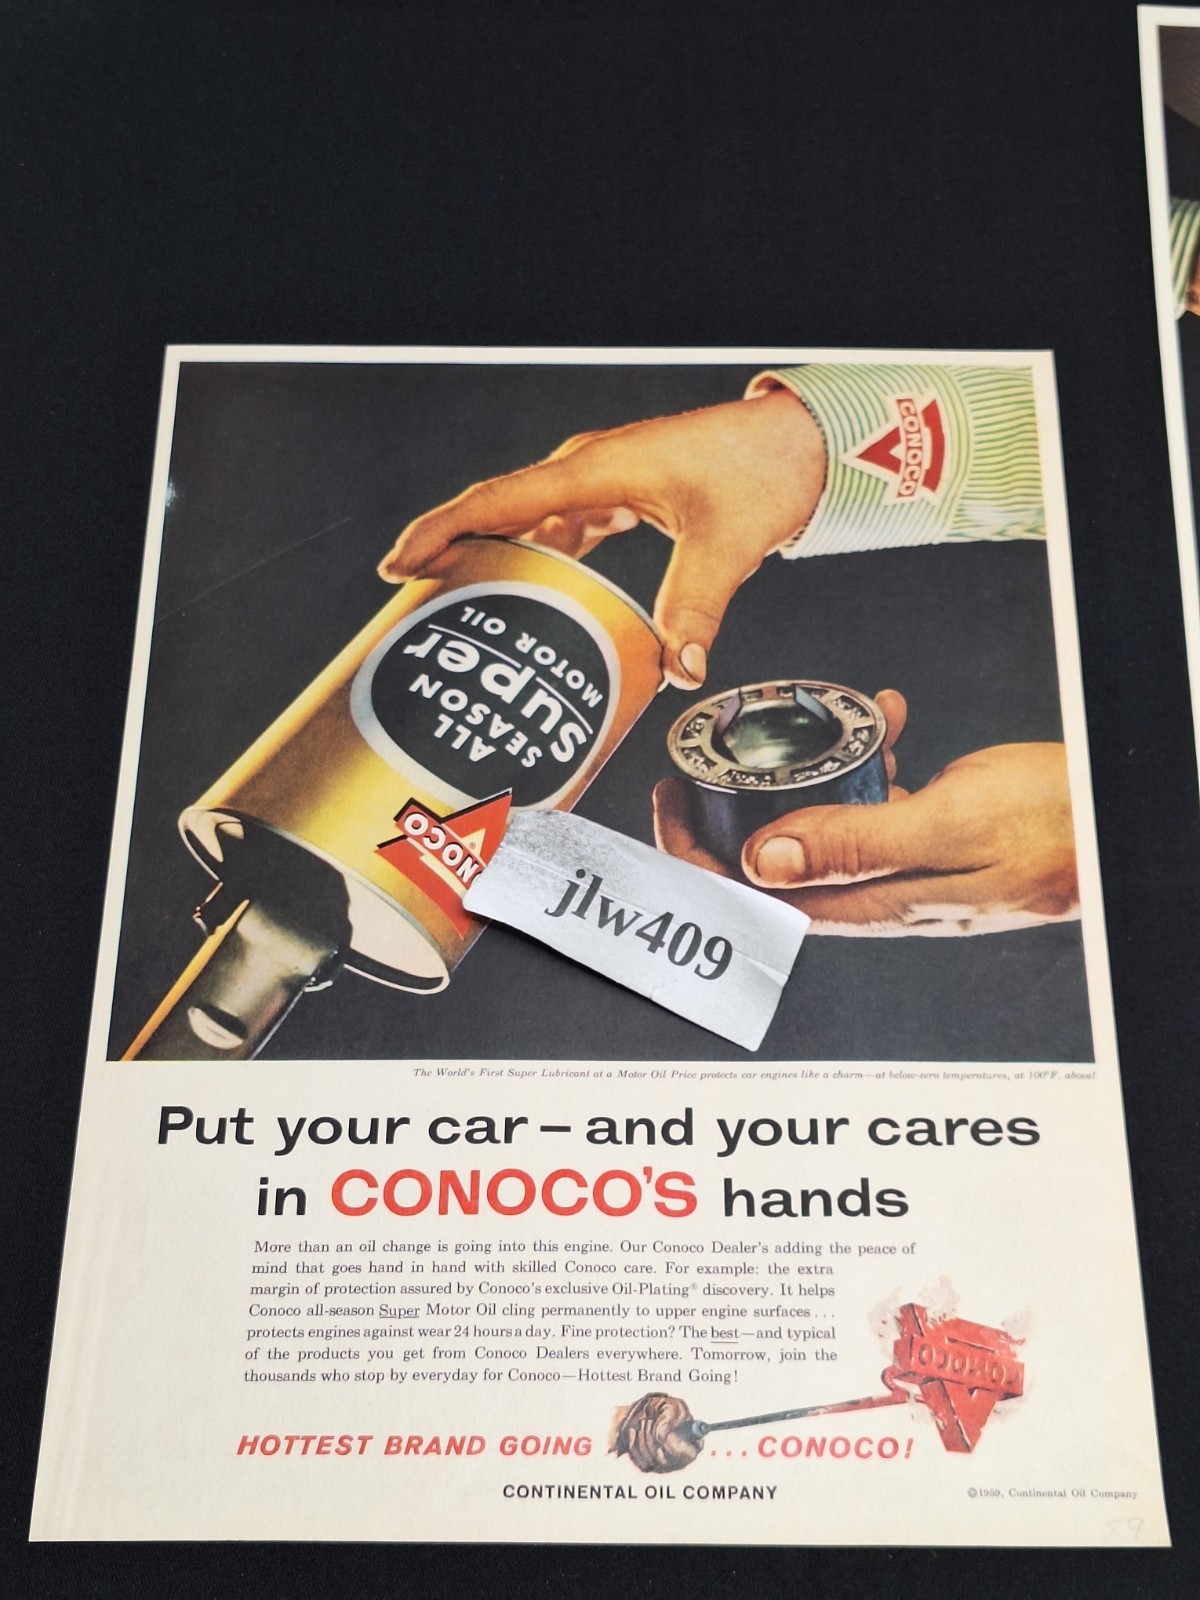 CONOCO
MOTOR OIL
Super
ALL
SEASON
CONOCO
jlw409
The World's First Super Lubricant at a Motor Oil Price protects car engines like a charm—at below-zero temperatures, at 100°F. above!
Put your car – and your cares
in CONOCO'S hands
More than an oil change is going into this engine. Our Conoco Dealer's adding the peace of
mind that goes hand in hand with skilled Conoco care. For example: the extra
margin of protection assured by Conoco's exclusive Oil-Plating® discovery. It helps
Conoco all-season Super Motor Oil cling permanently to upper engine surfaces...
protects engines against wear 24 hours a day. Fine protection? The best—and typical
of the products you get from Conoco Dealers everywhere. Tomorrow, join the
thousands who stop by everyday for Conoco—Hottest Brand Going!
CONOCO
HOTTEST BRAND GOING ...CONOCO!
CONTINENTAL OIL COMPANY
©1959, Continental Oil Company
59